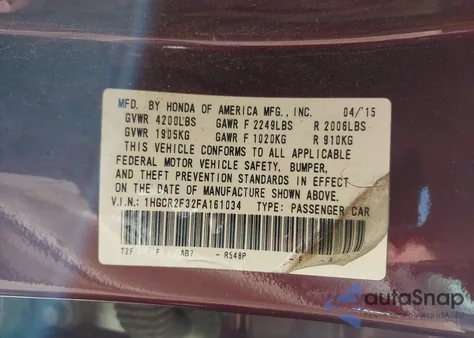 MFD. BY HONDA OF AMERICA MFG., INC. 04/15
GVWR 4200LBS GAWR F 2249LBS R 2006LBS
GVWR 1905KG GAWR F 1020KG R 910KG
THIS VEHICLE CONFORMS TO ALL APPLICABLE
FEDERAL MOTOR VEHICLE SAFETY, BUMPER,
AND THEFT PREVENTION STANDARDS IN EFFECT
ON THE DATE OF MANUFACTURE SHOWN ABOVE.
V.I.N.: 1HGCR2F32FA161034 TYPE: PASSENGER CAR
F AB7 - R548P
autoSnap